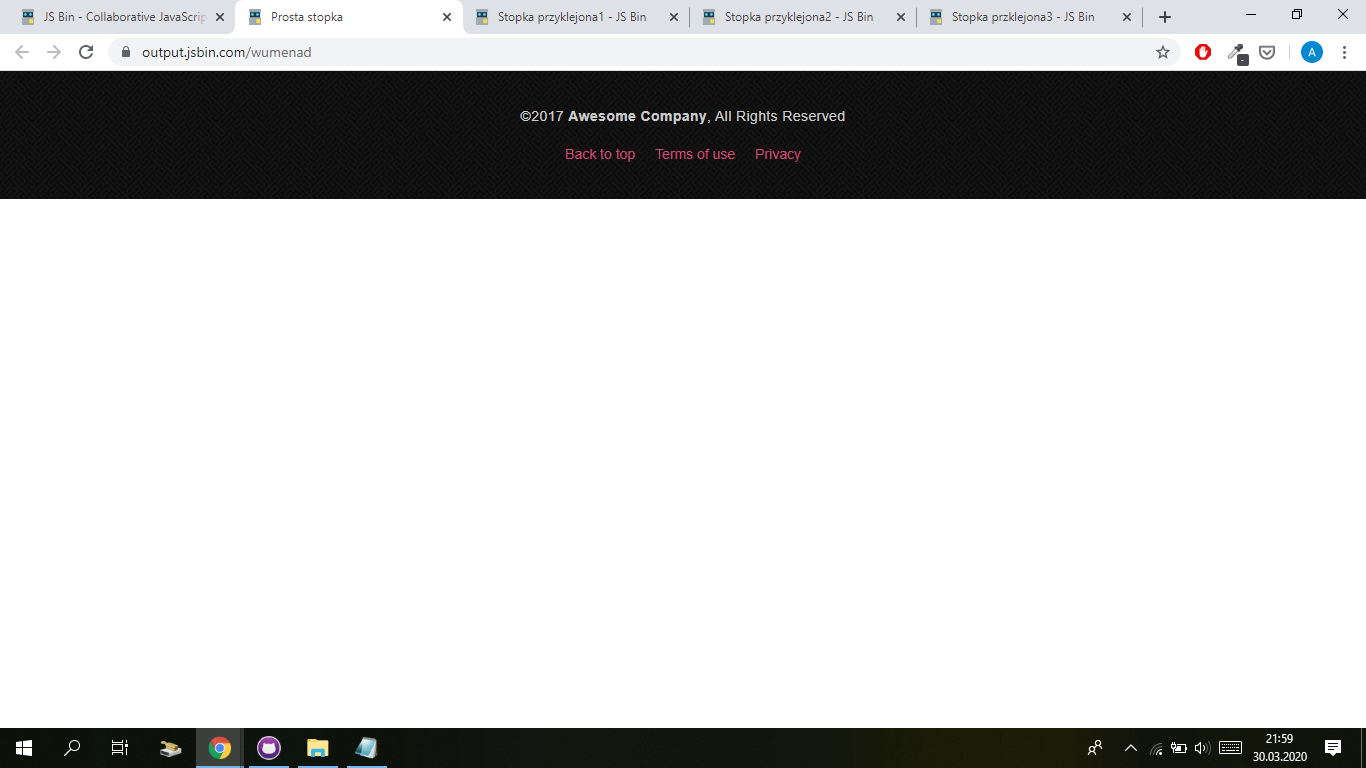 JS Bin - Collaborative JavaScrip
Prosta stopka
Stopka przyklejona1 - JS Bin
Stopka przyklejona2 - JS Bin
Stopka przklejona3 - JS Bin
output.jsbin.com/wumenad
A
-
©2017 Awesome Company, All Rights Reserved
Back to top Terms of use Privacy
21:59
30.03.2020